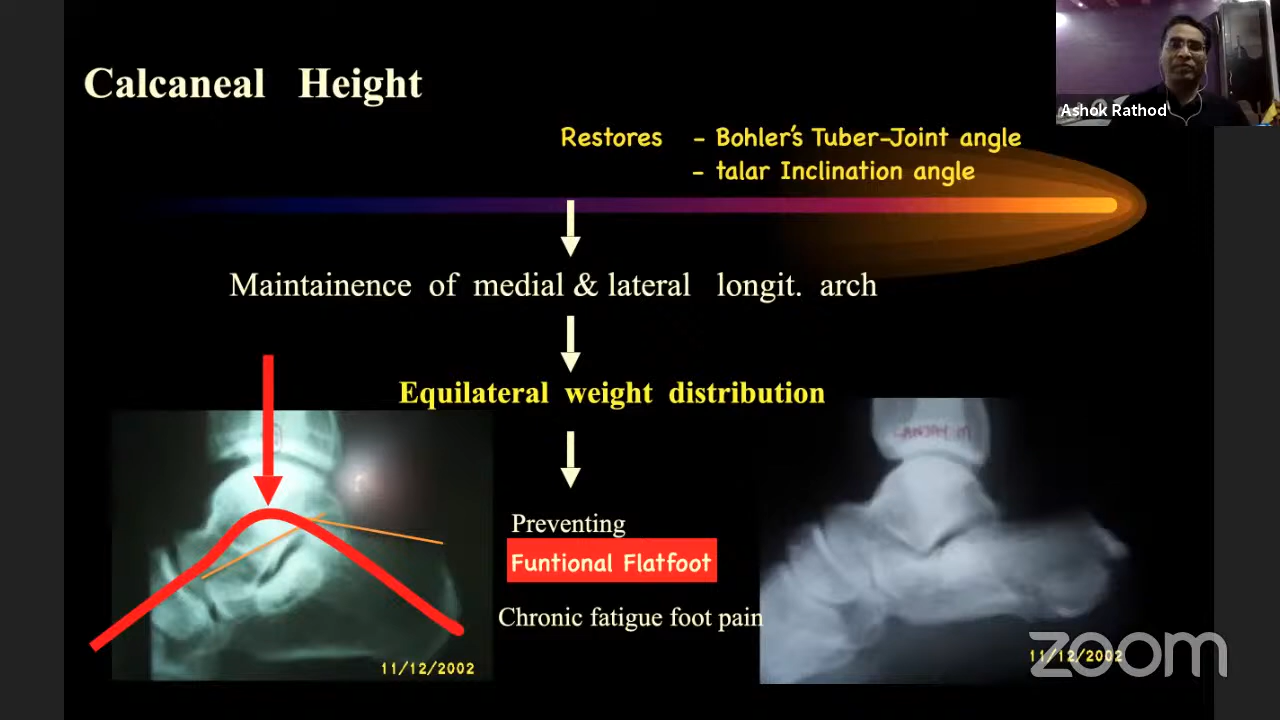 Calcaneal Height
Ashok Rathod
Restores - Bohler's Tuber-Joint angle
- talar Inclination angle
Maintainence of medial & lateral longit. arch
Equilateral weight distribution
Preventing
Funtional Flatfoot
Chronic fatigue foot pain
11/12/2002
11/12/2002
zoom